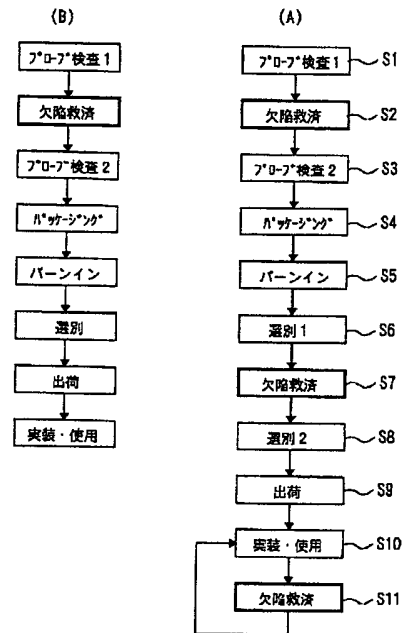 (B)
プローブ検査1
欠陥救済
プローブ検査2
パッケージング
バーンイン
選別
出荷
実装・使用
(A)
プローブ検査1 S1
欠陥救済 S2
プローブ検査2 S3
パッケージング S4
バーンイン S5
選別1 S6
欠陥救済 S7
選別2 S8
出荷 S9
実装・使用 S10
欠陥救済 S11